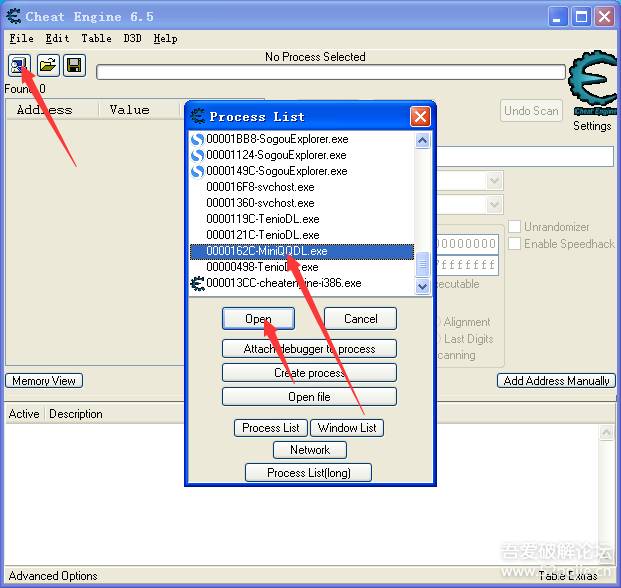 Cheat Engine 6.5
File Edit Table D3D Help
No Process Selected
Found: 0
Address Value
Undo Scan
Cheat Engine
Settings
Process List
00001BB8-SogouExplorer.exe
00001124-SogouExplorer.exe
0000149C-SogouExplorer.exe
000016F8-svchost.exe
00001360-svchost.exe
0000119C-TenioDL.exe
0000121C-TenioDL.exe
0000162C-MiniQQDL.exe
00000498-TenioDL.exe
000013CC-cheatengine-i386.exe
Unrandomizer
Enable Speedhack
Open Cancel
Alignment
Last Digits
Attach debugger to process
Create process
Open file
Memory View
Add Address Manually
Active Description
Process List Window List
Network
Process List(long)
吾爱破解论坛
www.52pojie.cn
Advanced Options
Table Extras